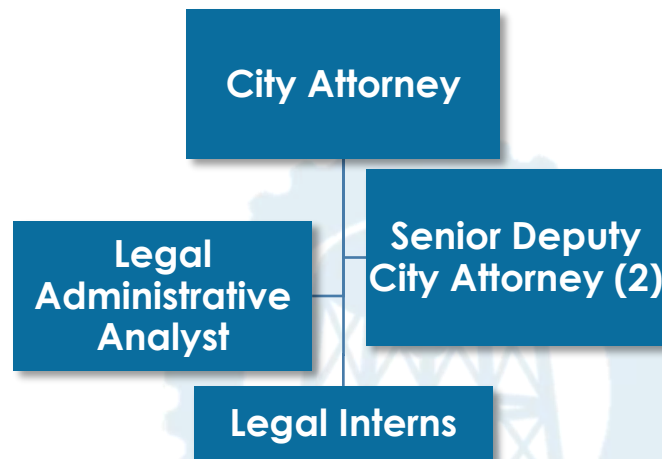 City Attorney
Senior Deputy
City Attorney (2)
Legal
Administrative
Analyst
Legal Interns